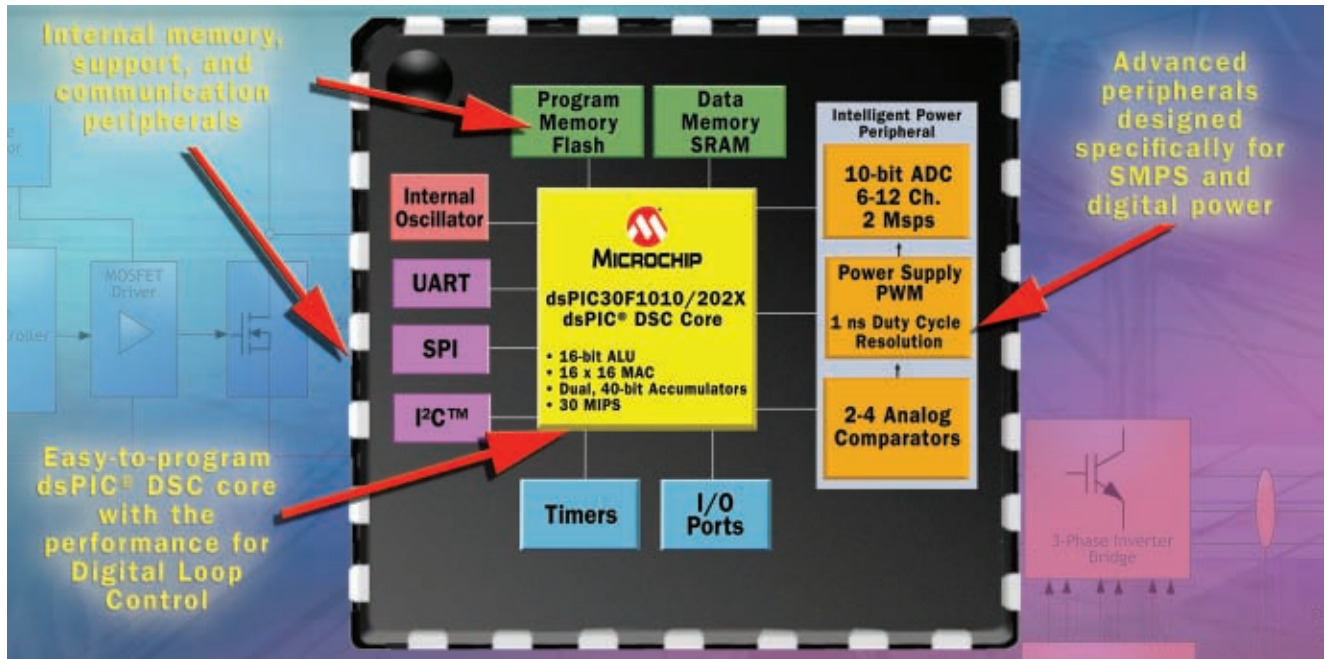 Internal memory,
support, and
communication
peripherals
Program
Memory
Flash
Data
Memory
SRAM
Intelligent Power
Peripheral
10-bit ADC
6-12 Ch.
2 Msps
Advanced
peripherals
designed
specifically for
SMPS and
digital power
Internal
Oscillator
UART
SPI
I²C™
MICROCHIP
dsPIC30F1010/202X
dsPIC® DSC Core
• 16-bit ALU
• 16 x 16 MAC
• Dual, 40-bit Accumulators
• 30 MIPS
Power Supply
PWM
1 ns Duty Cycle
Resolution
2-4 Analog
Comparators
MOSFET
Driver
Easy-to-program
dsPIC® DSC core
with the
performance for
Digital Loop
Control
Timers
I/O
Ports
3-Phase Inverter
Bridge